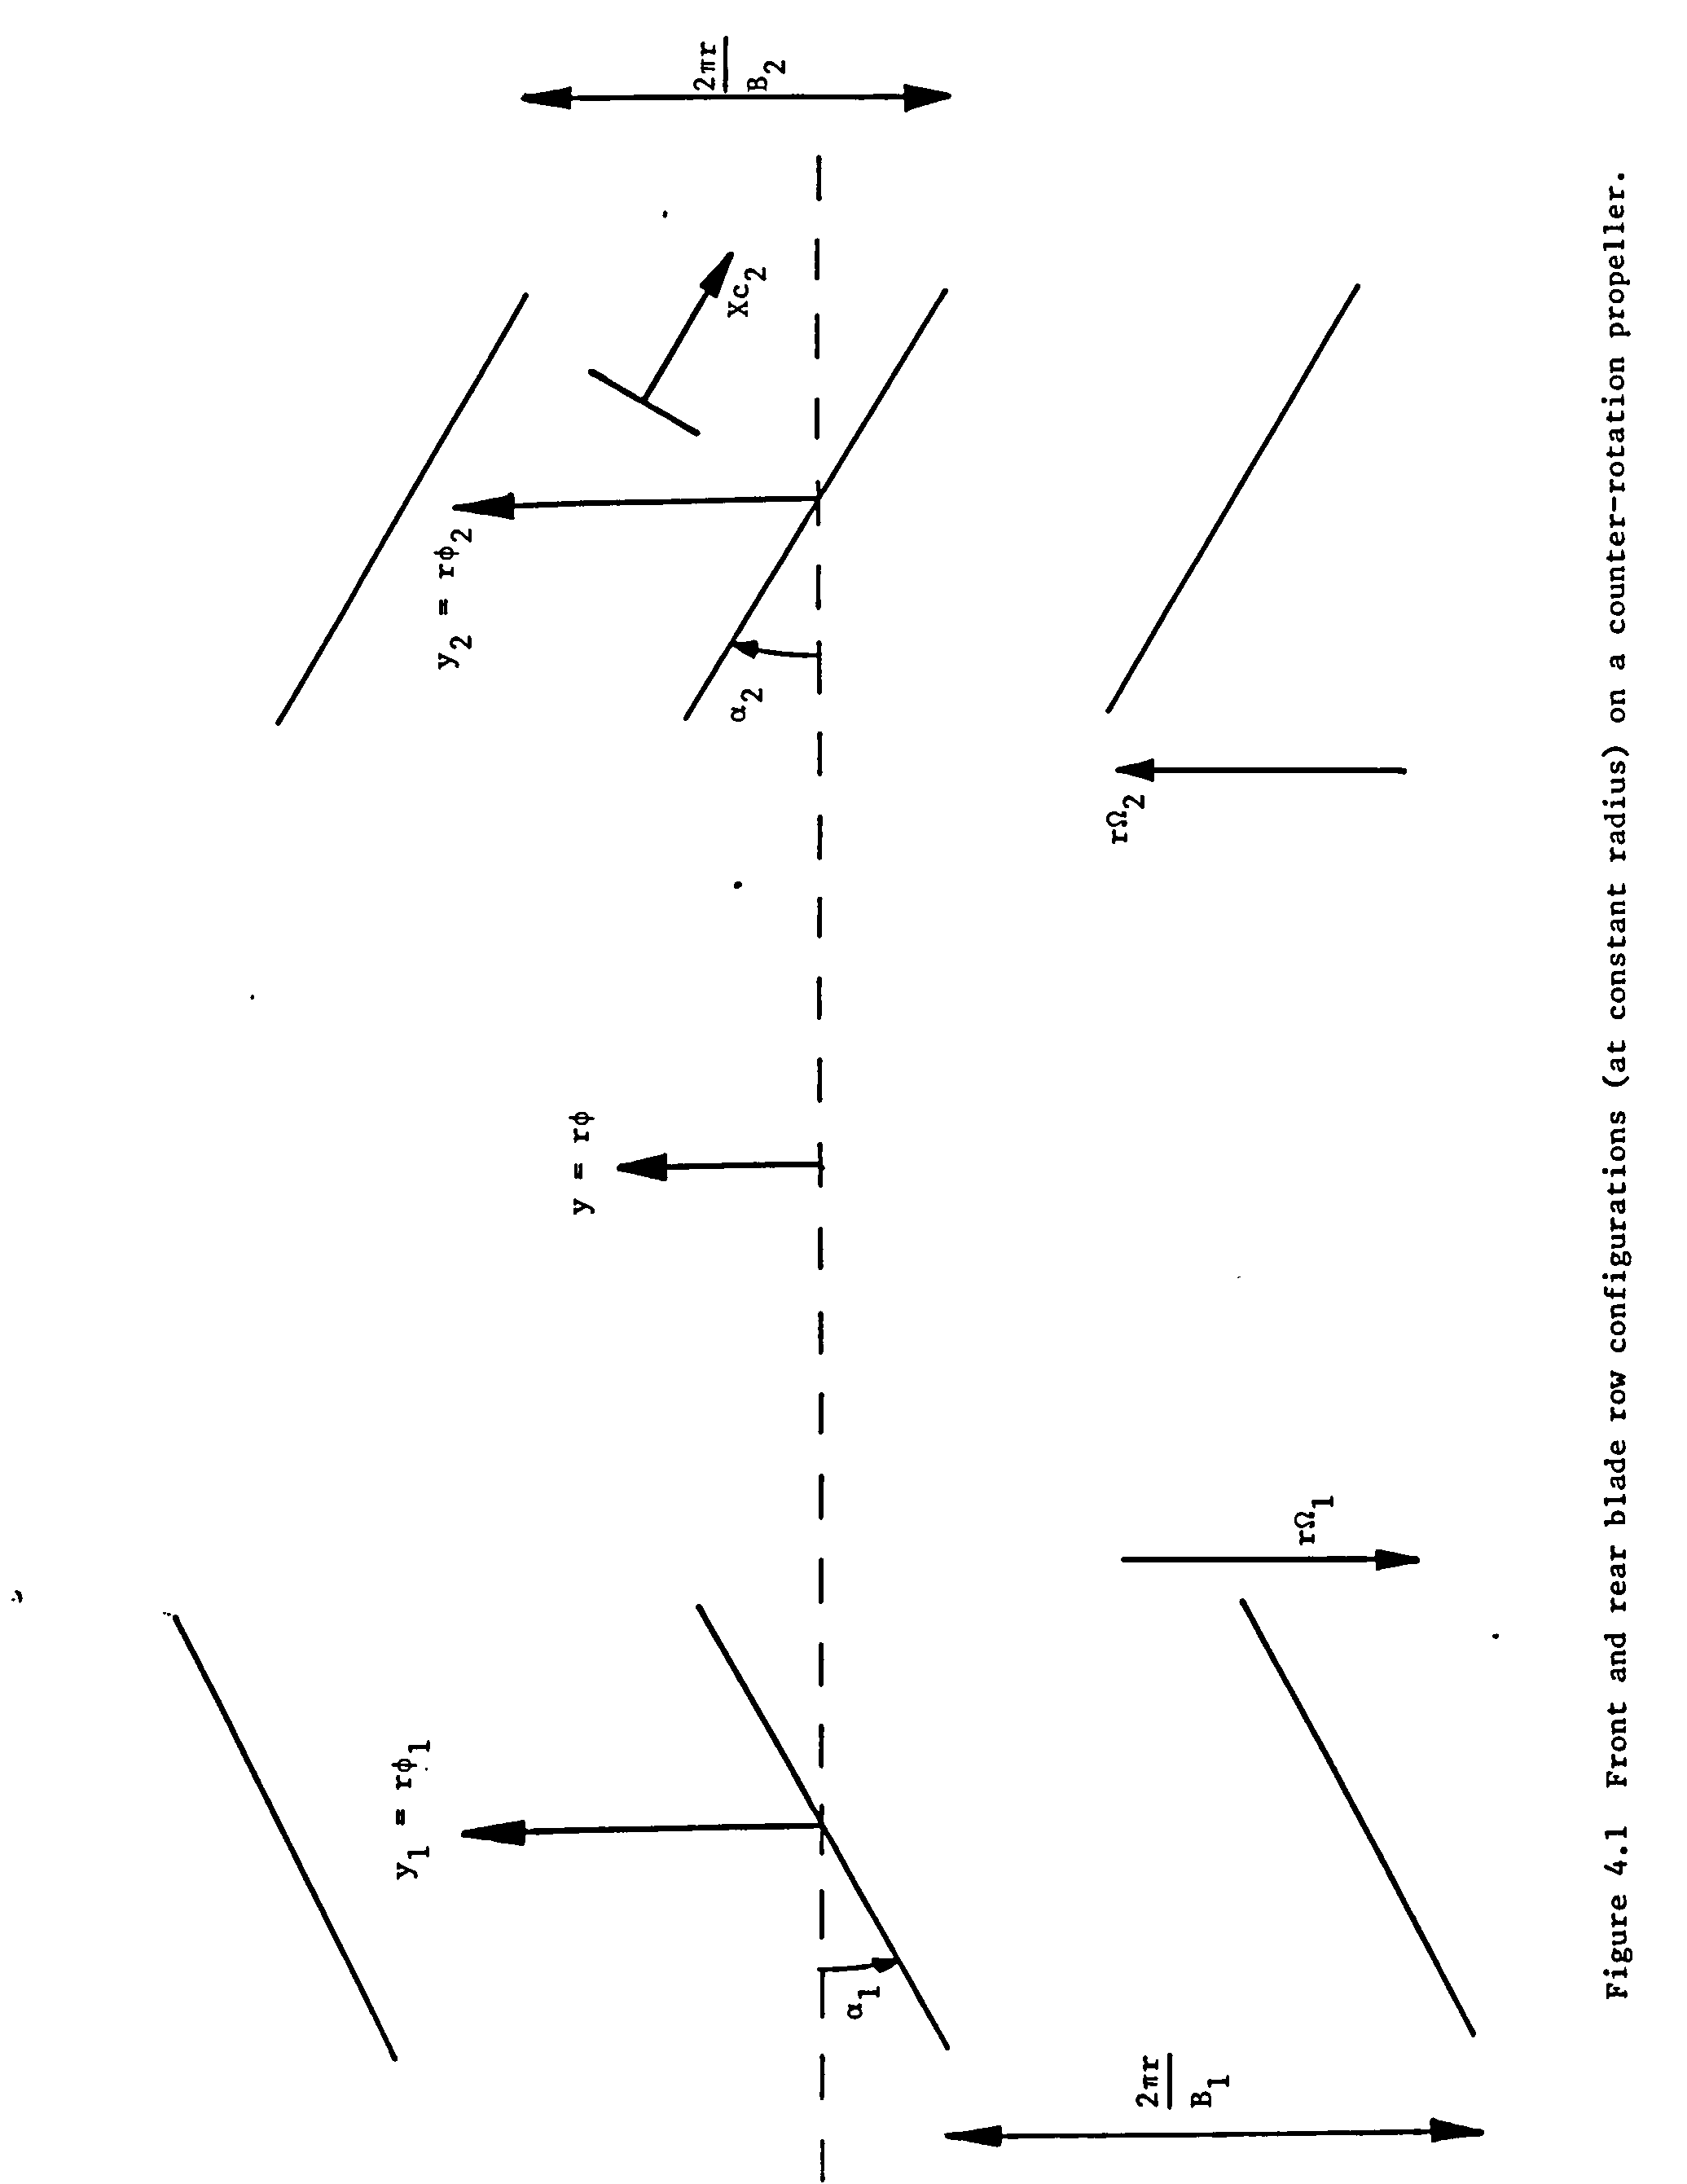 y₁ = rϕ₁
α₁
2πr
B₁
rΩ₁
y = rϕ
y₂ = rϕ₂
α₂
rΩ₂
Xc₂
2πr
B₂
Figure 4.1 Front and rear blade row configurations (at constant radius) on a counter-rotation propeller.